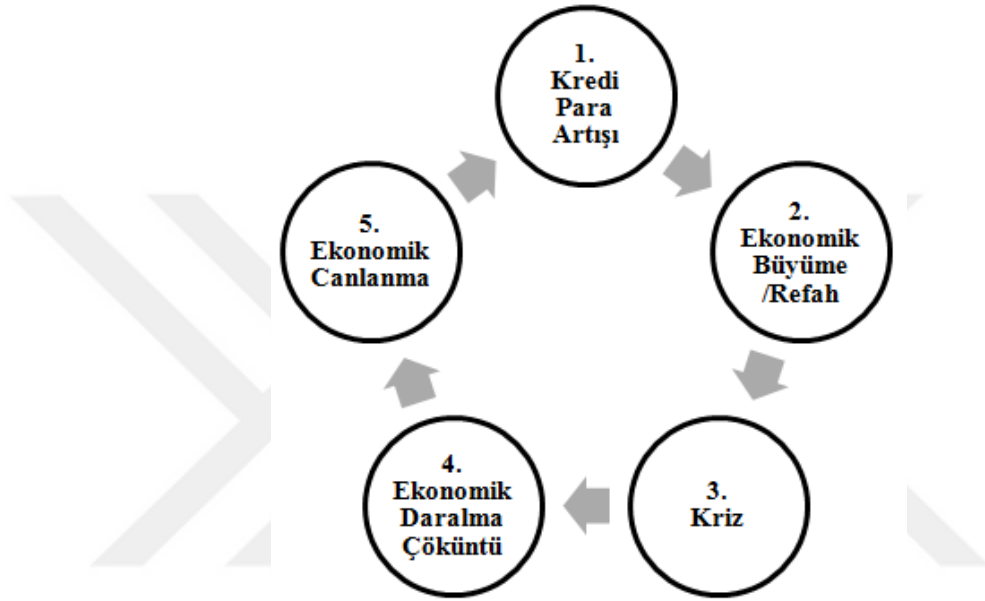 1.
Kredi
Para
Artışı
2.
Ekonomik
Büyüme
/Refah
3.
Kriz
4.
Ekonomik
Daralma
Çöküntü
5.
Ekonomik
Canlanma